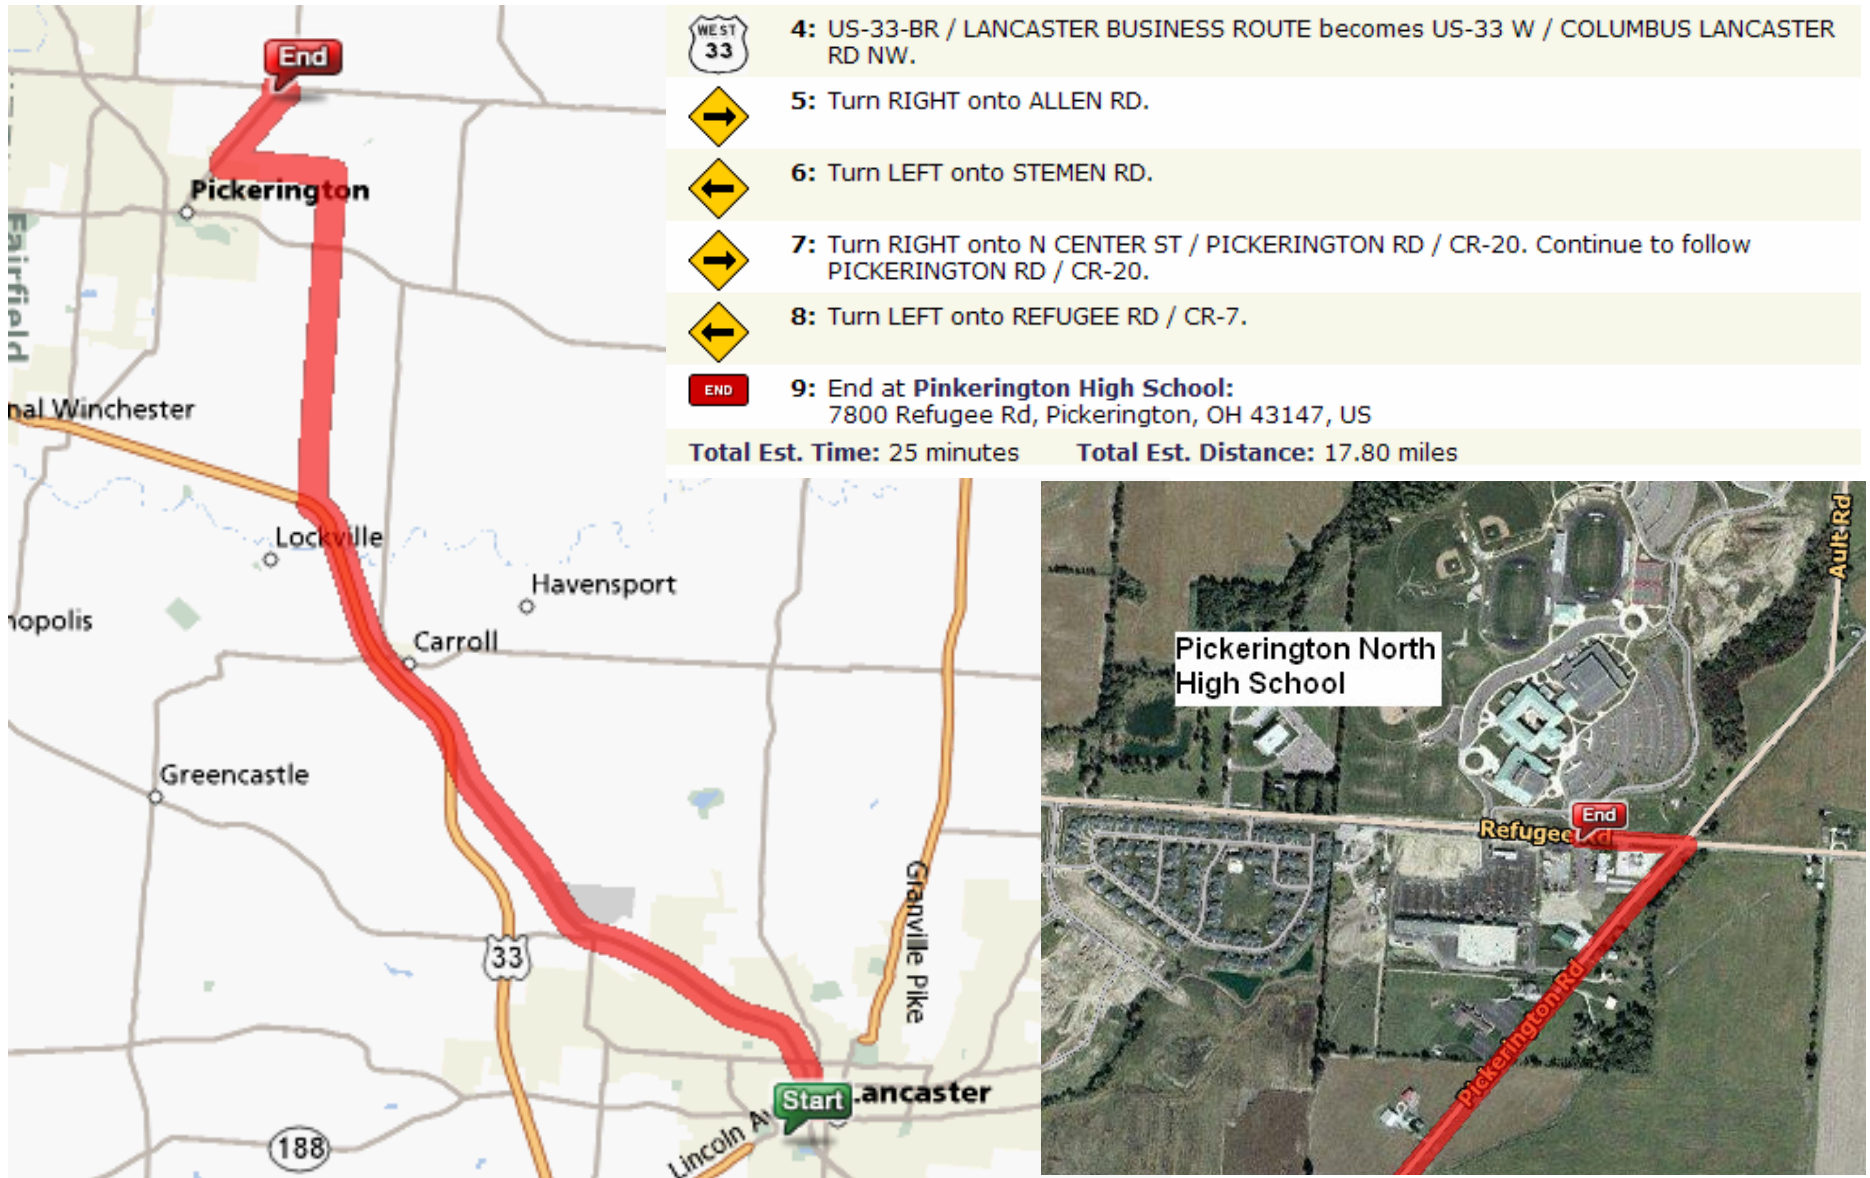 End
Pickerington
Fairfield
nal Winchester
Lockville
Havensport
nopolis
Carroll
Greencastle
33
Granville Pike
Start
Lancaster
Lincoln Av
188
WEST
33
4: US-33-BR / LANCASTER BUSINESS ROUTE becomes US-33 W / COLUMBUS LANCASTER
RD NW.
5: Turn RIGHT onto ALLEN RD.
6: Turn LEFT onto STEMEN RD.
7: Turn RIGHT onto N CENTER ST / PICKERINGTON RD / CR-20. Continue to follow
PICKERINGTON RD / CR-20.
8: Turn LEFT onto REFUGEE RD / CR-7.
END
9: End at Pinkerington High School:
7800 Refugee Rd, Pickerington, OH 43147, US
Total Est. Time: 25 minutes Total Est. Distance: 17.80 miles
Ault Rd
Pickerington North
High School
End
Refugee Rd
Pickerington Rd